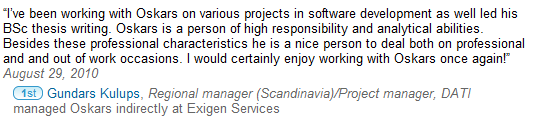 “I've been working with Oskars on various projects in software development as well led his
BSc thesis writing. Oskars is a person of high responsibility and analytical abilities.
Besides these professional characteristics he is a nice person to deal both on professional
and and out of work occasions. I would certainly enjoy working with Oskars once again!”
August 29, 2010
1st Gundars Kulups, Regional manager (Scandinavia)/Project manager, DATI
managed Oskars indirectly at Exigen Services